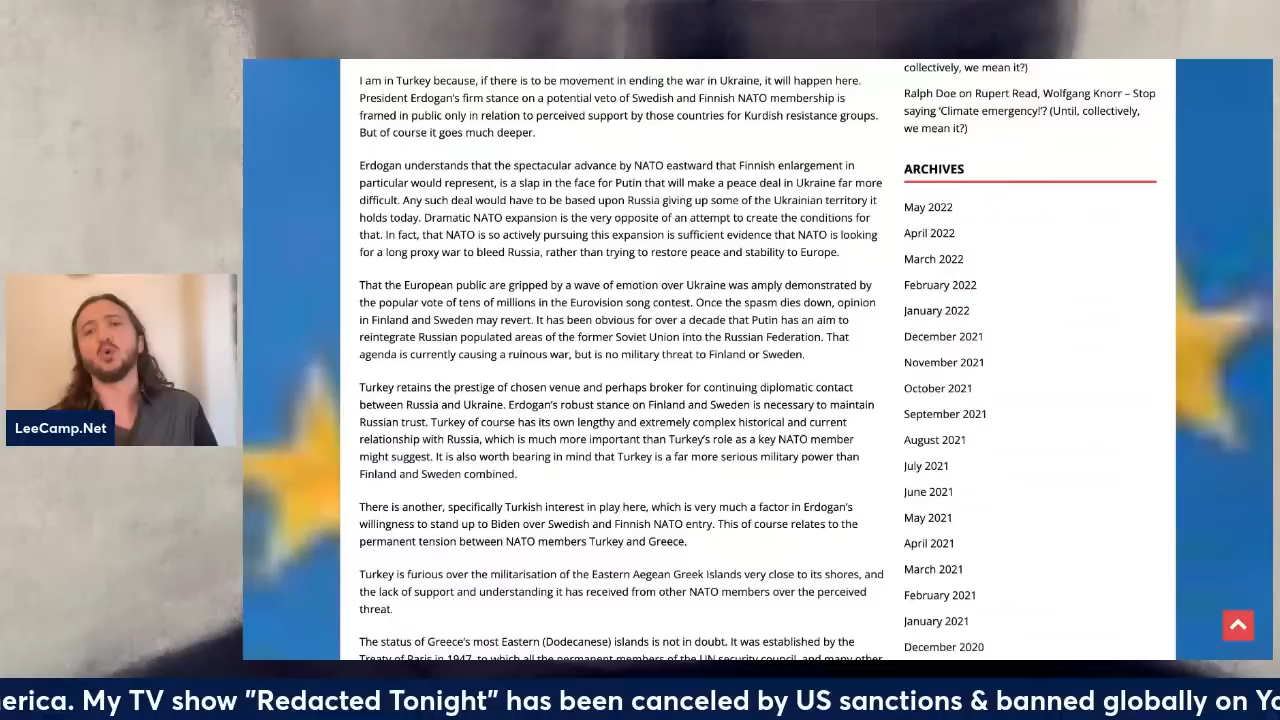 I am in Turkey because, if there is to be movement in ending the war in Ukraine, it will happen here.
President Erdogan's firm stance on a potential veto of Swedish and Finnish NATO membership is
framed in public only in relation to perceived support by those countries for Kurdish resistance groups.
But of course it goes much deeper.
Erdogan understands that the spectacular advance by NATO eastward that Finnish enlargement in
particular would represent, is a slap in the face for Putin that will make a peace deal in Ukraine far more
difficult. Any such deal would have to be based upon Russia giving up some of the Ukrainian territory it
holds today. Dramatic NATO expansion is the very opposite of an attempt to create the conditions for
that. In fact, that NATO is so actively pursuing this expansion is sufficient evidence that NATO is looking
for a long proxy war to bleed Russia, rather than trying to restore peace and stability to Europe.
That the European public are gripped by a wave of emotion over Ukraine was amply demonstrated by
the popular vote of tens of millions in the Eurovision song contest. Once the spasm dies down, opinion
in Finland and Sweden may revert. It has been obvious for over a decade that Putin has an aim to
reintegrate Russian populated areas of the former Soviet Union into the Russian Federation. That
agenda is currently causing a ruinous war, but is no military threat to Finland or Sweden.
Turkey retains the prestige of chosen venue and perhaps broker for continuing diplomatic contact
between Russia and Ukraine. Erdogan's robust stance on Finland and Sweden is necessary to maintain
Russian trust. Turkey of course has its own lengthy and extremely complex historical and current
relationship with Russia, which is much more important than Turkey's role as a key NATO member
might suggest. It is also worth bearing in mind that Turkey is a far more serious military power than
Finland and Sweden combined.
There is another, specifically Turkish interest in play here, which is very much a factor in Erdogan's
willingness to stand up to Biden over Swedish and Finnish NATO entry. This of course relates to the
permanent tension between NATO members Turkey and Greece.
Turkey is furious over the militarisation of the Eastern Aegean Greek Islands very close to its shores, and
the lack of support and understanding it has received from other NATO members over the perceived
threat.
The status of Greece's most Eastern (Dodecanese) islands is not in doubt. It was established by the
Treaty of Paris in 1947, to which all the permanent members of the UN security council, and many other
collectively, we mean it?)
Ralph Doe on Rupert Read, Wolfgang Knorr – Stop
saying 'Climate emergency!'? (Until, collectively,
we mean it?)
ARCHIVES
May 2022
April 2022
March 2022
February 2022
January 2022
December 2021
November 2021
October 2021
September 2021
August 2021
July 2021
June 2021
May 2021
April 2021
March 2021
February 2021
January 2021
December 2020
LeeCamp.Net
merica. My TV show "Redacted Tonight" has been canceled by US sanctions & banned globally on Yo